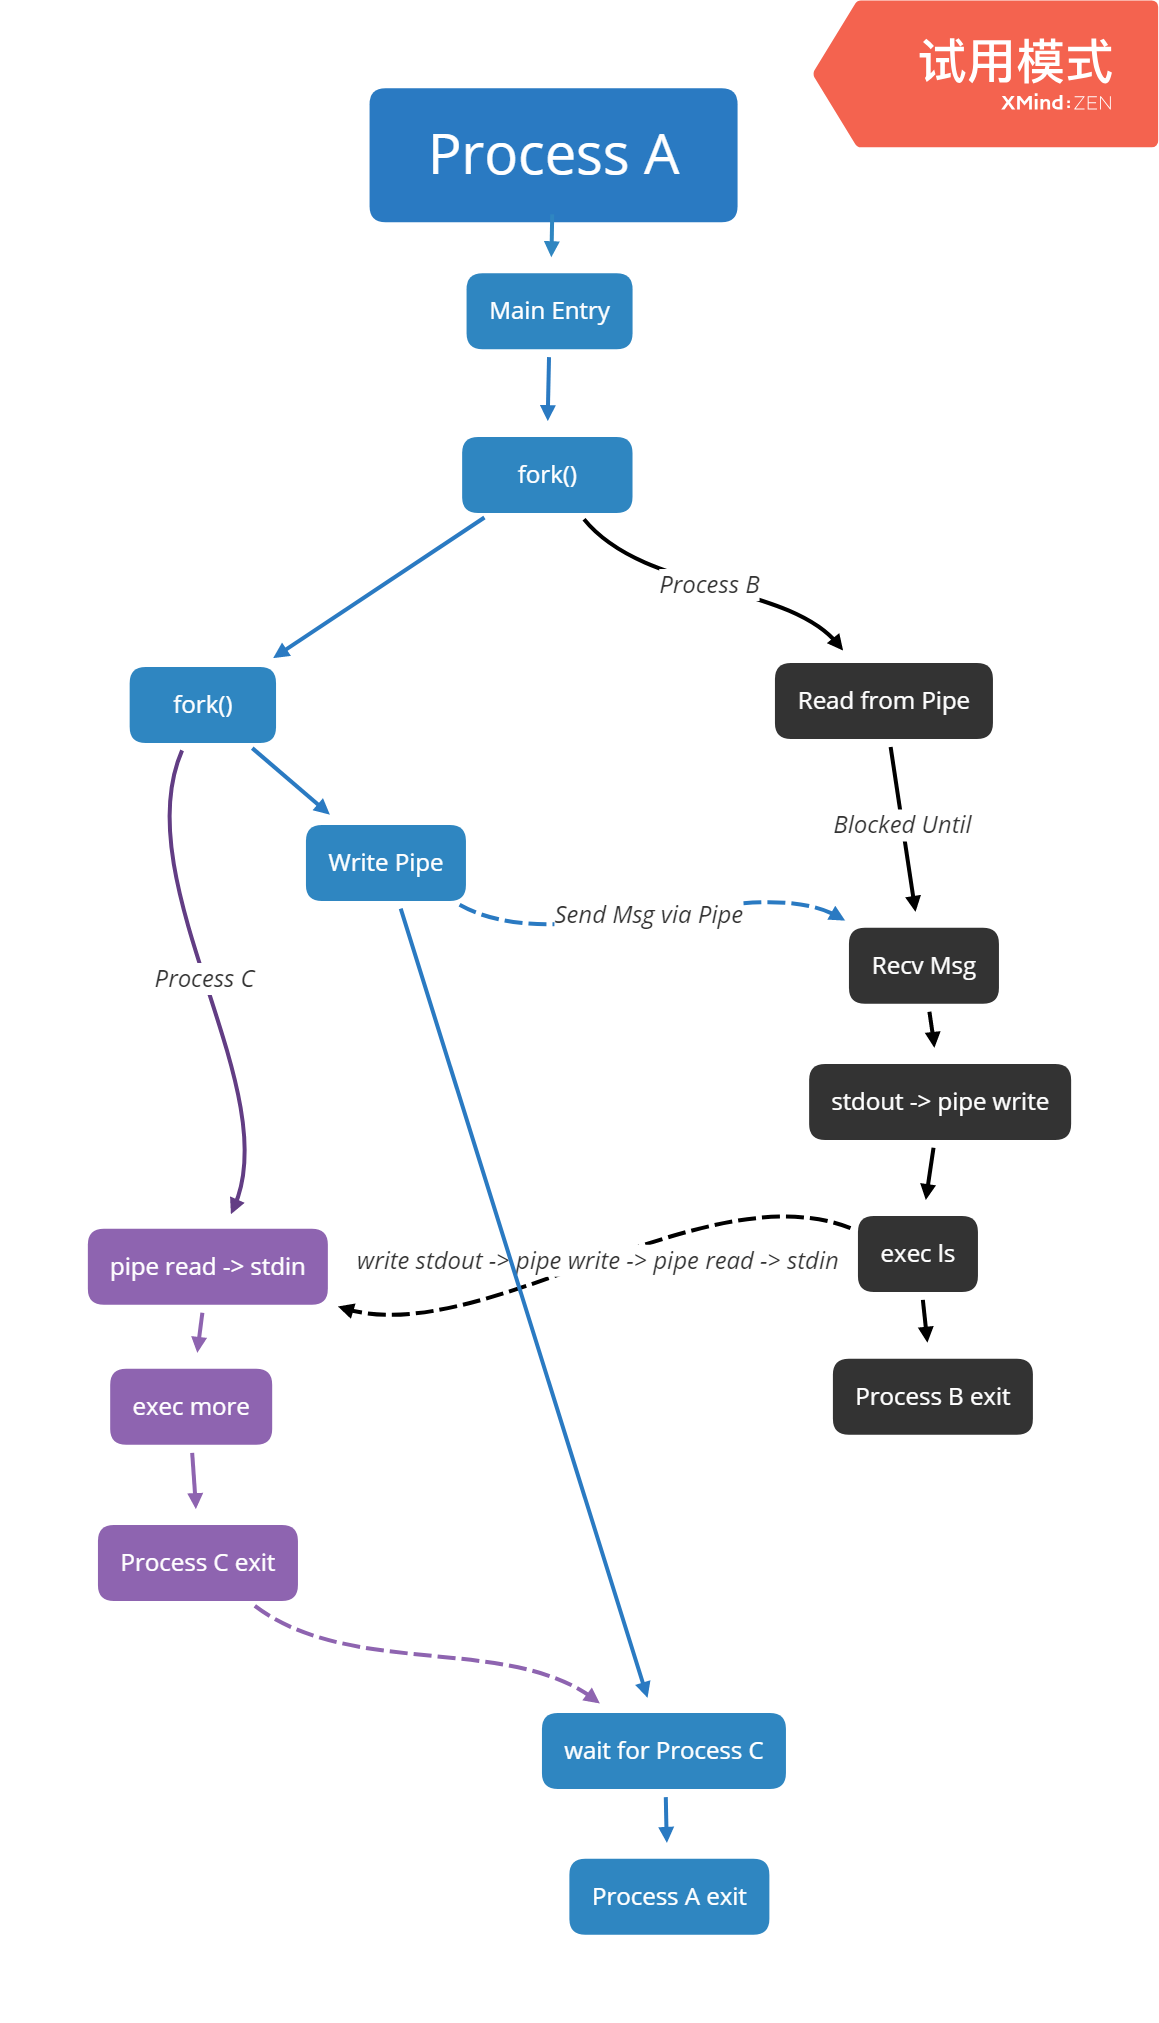 试用模式
XMind:ZEN
Process A
Main Entry
fork()
Process B
fork()
Read from Pipe
Blocked Until
Write Pipe
Send Msg via Pipe
Recv Msg
Process C
stdout -> pipe write
exec ls
write stdout -> pipe write -> pipe read -> stdin
pipe read -> stdin
Process B exit
exec more
Process C exit
wait for Process C
Process A exit